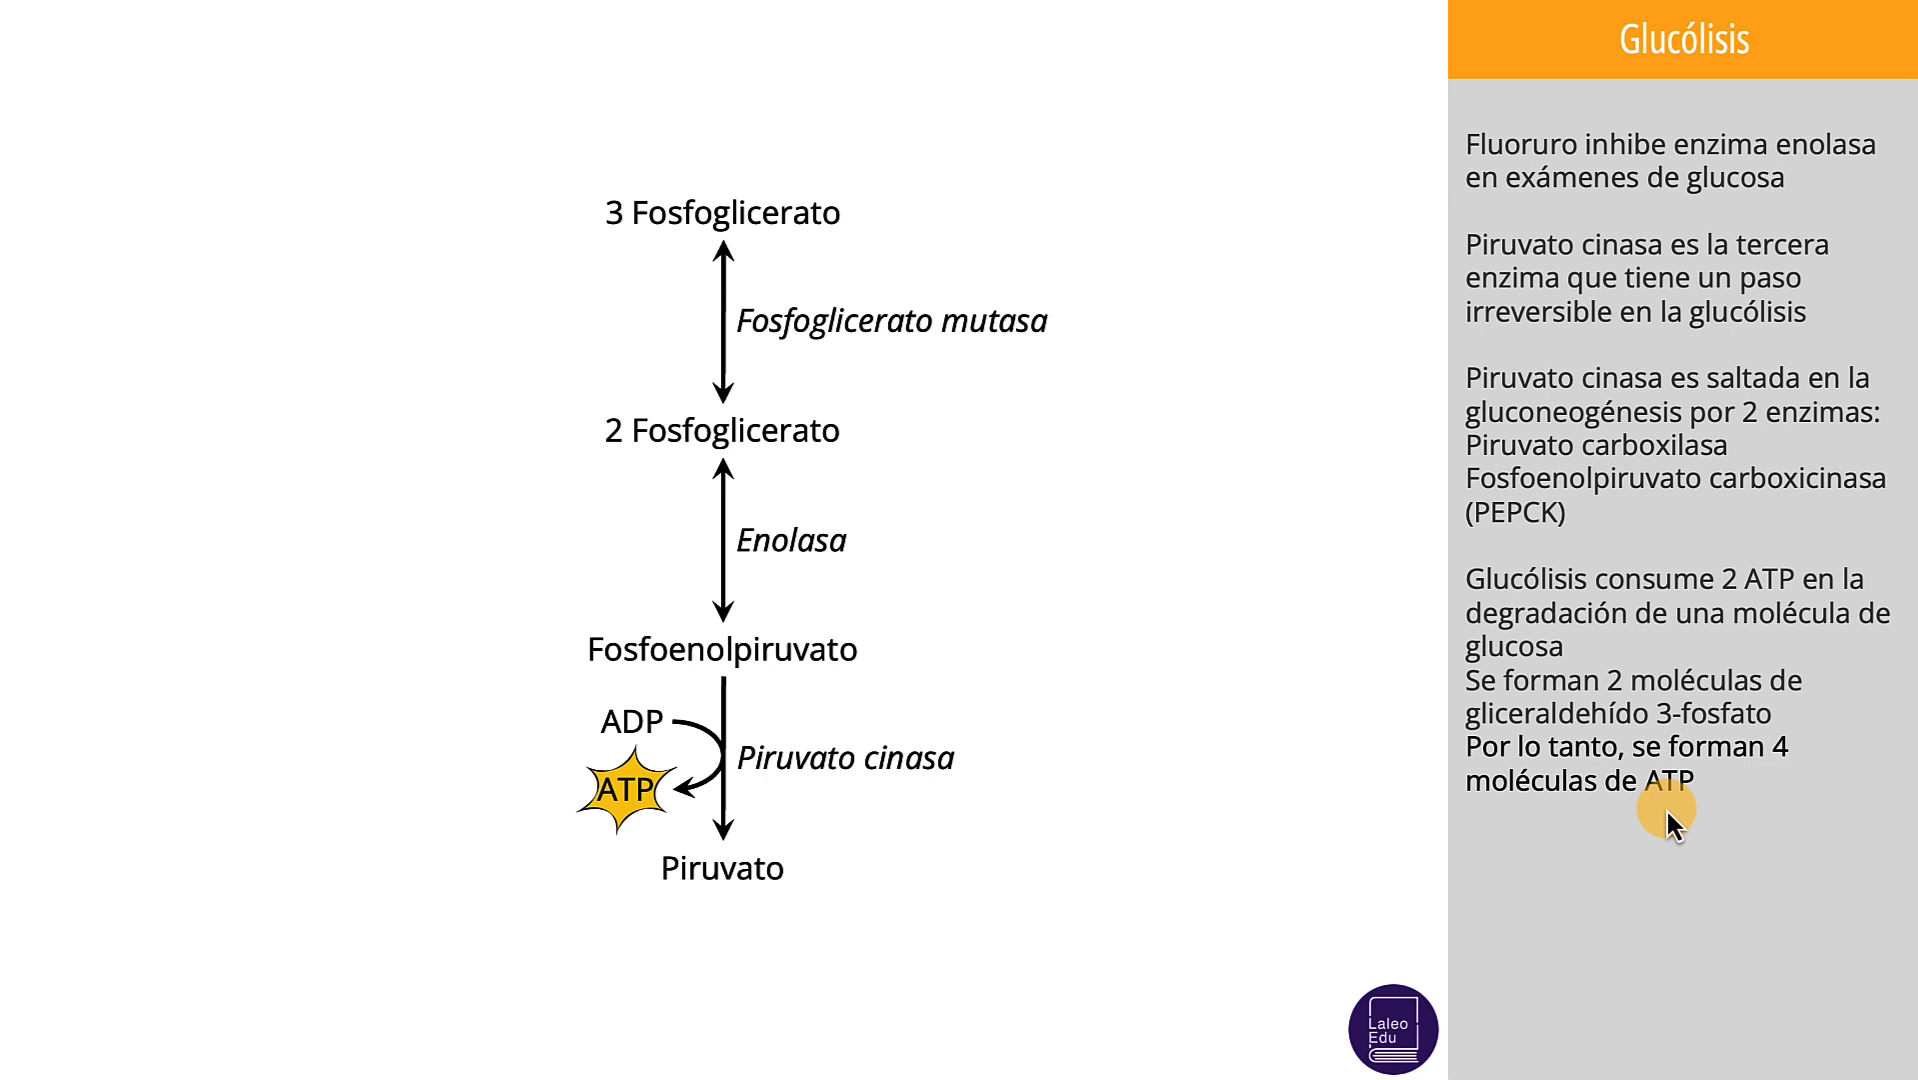 Glucólisis
3 Fosfoglicerato
Fosfoglicerato mutasa
2 Fosfoglicerato
Enolasa
Fosfoenolpiruvato
ADP
Piruvato cinasa
ATP
Piruvato
Fluoruro inhibe enzima enolasa
en exámenes de glucosa
Piruvato cinasa es la tercera
enzima que tiene un paso
irreversible en la glucólisis
Piruvato cinasa es saltada en la
gluconeogénesis por 2 enzimas:
Piruvato carboxilasa
Fosfoenolpiruvato carboxicinasa
(PEPCK)
Glucólisis consume 2 ATP en la
degradación de una molécula de
glucosa
Se forman 2 moléculas de
gliceraldehído 3-fosfato
Por lo tanto, se forman 4
moléculas de ATP
Laleo
Edu